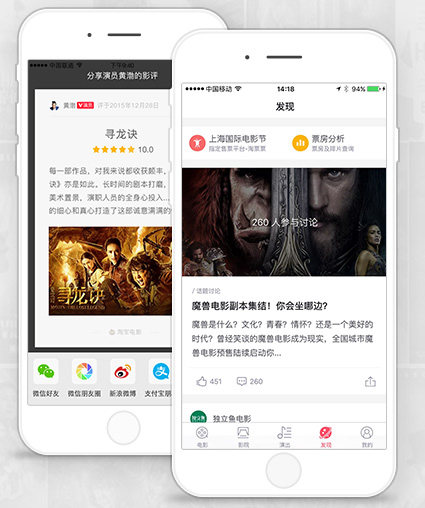 中国联通
下午9:40
分享演员黄渤的影评
黄渤 V演员 评于2015年12月28日
寻龙诀
10.0
每一部作品，对我来说都收获颇丰，
诀》亦是如此。长时间的剧本打磨，
美术置景，演职人员的全身心投入...
的细心和真心打造了这部诚意满满的
寻龙诀
淘宝电影
微信好友
微信朋友圈
新浪微博
支付宝朋
中国移动
14:18
94%
发现
上海国际电影节
指定售票平台-淘票票
票房分析
票房及排片查询
260 人参与讨论
/ 话题讨论
魔兽电影副本集结！你会坐哪边?
魔兽是什么？文化？青春？情怀？还是一个美好的
时代？曾经笑谈的魔兽电影成为现实，全国城市魔
兽电影预售陆续启动你...
451
260
独立鱼
独立鱼电影
电影
影院
演出
发现
我的